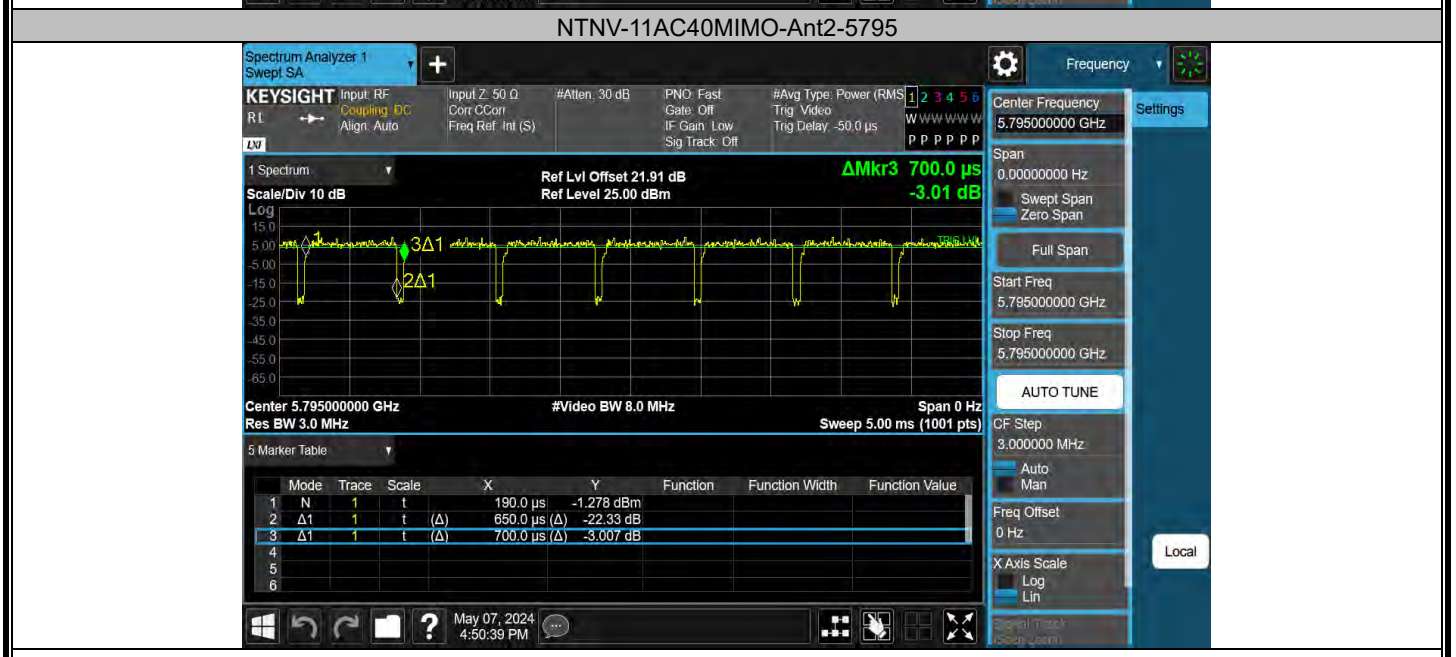 NTNV-11AC40MIMO-Ant2-5795
Spectrum Analyzer 1
Swept SA
+
Frequency
KEYSIGHT
RL
LXI
Input: RF
Coupling: DC
Align: Auto
Input Z: 50 Ω
Corr CCorr
Freq Ref: Int (S)
#Atten: 30 dB
PNO: Fast
Gate: Off
IF Gain: Low
Sig Track: Off
#Avg Type: Power (RMS
Trig: Video
Trig Delay: -50.0 µs
1 2 3 4 5 6
W W W W W W
P P P P P P
Center Frequency
5.795000000 GHz
Settings
Span
0.00000000 Hz
Swept Span
Zero Span
Full Span
Start Freq
5.795000000 GHz
Stop Freq
5.795000000 GHz
AUTO TUNE
CF Step
3.000000 MHz
Auto
Man
Freq Offset
0 Hz
X Axis Scale
Log
Lin
Local
1 Spectrum
Scale/Div 10 dB
Ref Lvl Offset 21.91 dB
Ref Level 25.00 dBm
ΔMkr3 700.0 µs
-3.01 dB
Log
15.0
5.00
-5.00
-15.0
-25.0
-35.0
-45.0
-55.0
-65.0
1
3Δ1
2Δ1
TRIG LVL
Center 5.795000000 GHz
#Video BW 8.0 MHz
Span 0 Hz
Res BW 3.0 MHz
Sweep 5.00 ms (1001 pts)
5 Marker Table
Mode Trace Scale X Y Function Function Width Function Value
1 N 1 t 190.0 µs -1.278 dBm
2 Δ1 1 t (Δ) 650.0 µs (Δ) -22.33 dB
3 Δ1 1 t (Δ) 700.0 µs (Δ) -3.007 dB
4
5
6
?
May 07, 2024
4:50:39 PM